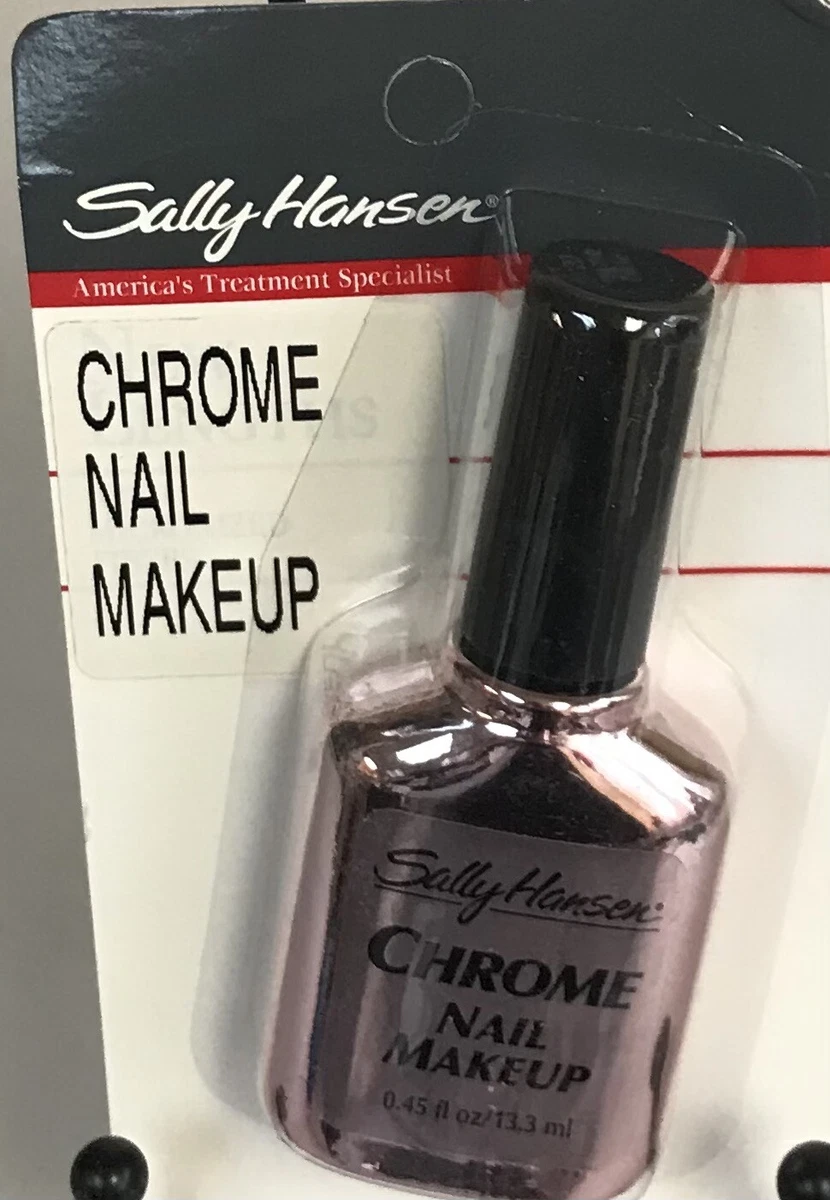 Sally Hansen®
America's Treatment Specialist
CHROME
NAIL
MAKEUP
Sally Hansen®
CHROME
NAIL
MAKEUP
0.45 fl oz/13.3 ml